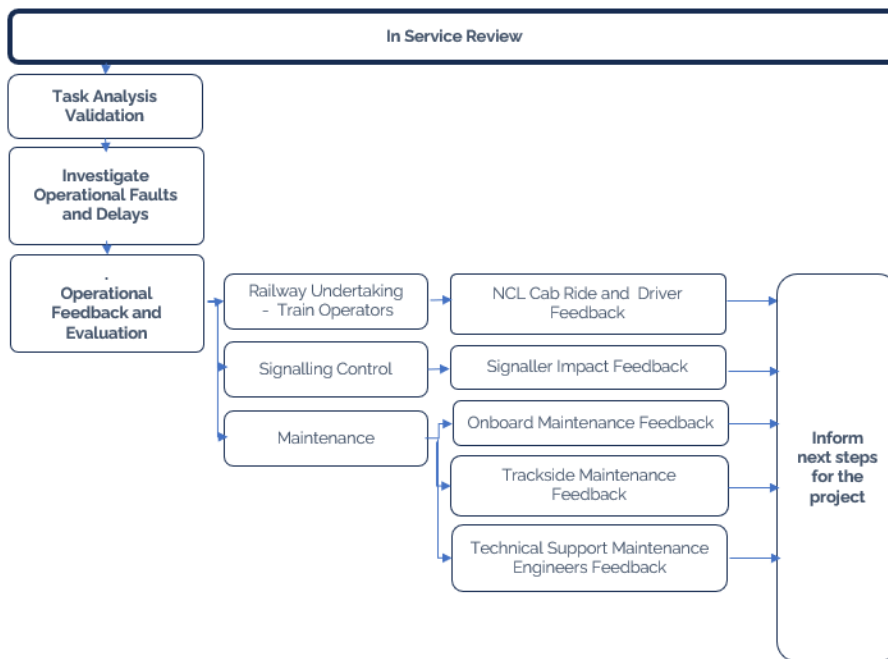 In Service Review
Task Analysis
Validation
Investigate
Operational Faults
and Delays
.
Operational
Feedback and
Evaluation
Railway Undertaking
- Train Operators
NCL Cab Ride and Driver
Feedback
Signalling Control
Signaller Impact Feedback
Maintenance
Onboard Maintenance Feedback
Trackside Maintenance
Feedback
Technical Support Maintenance
Engineers Feedback
Inform
next steps
for the
project